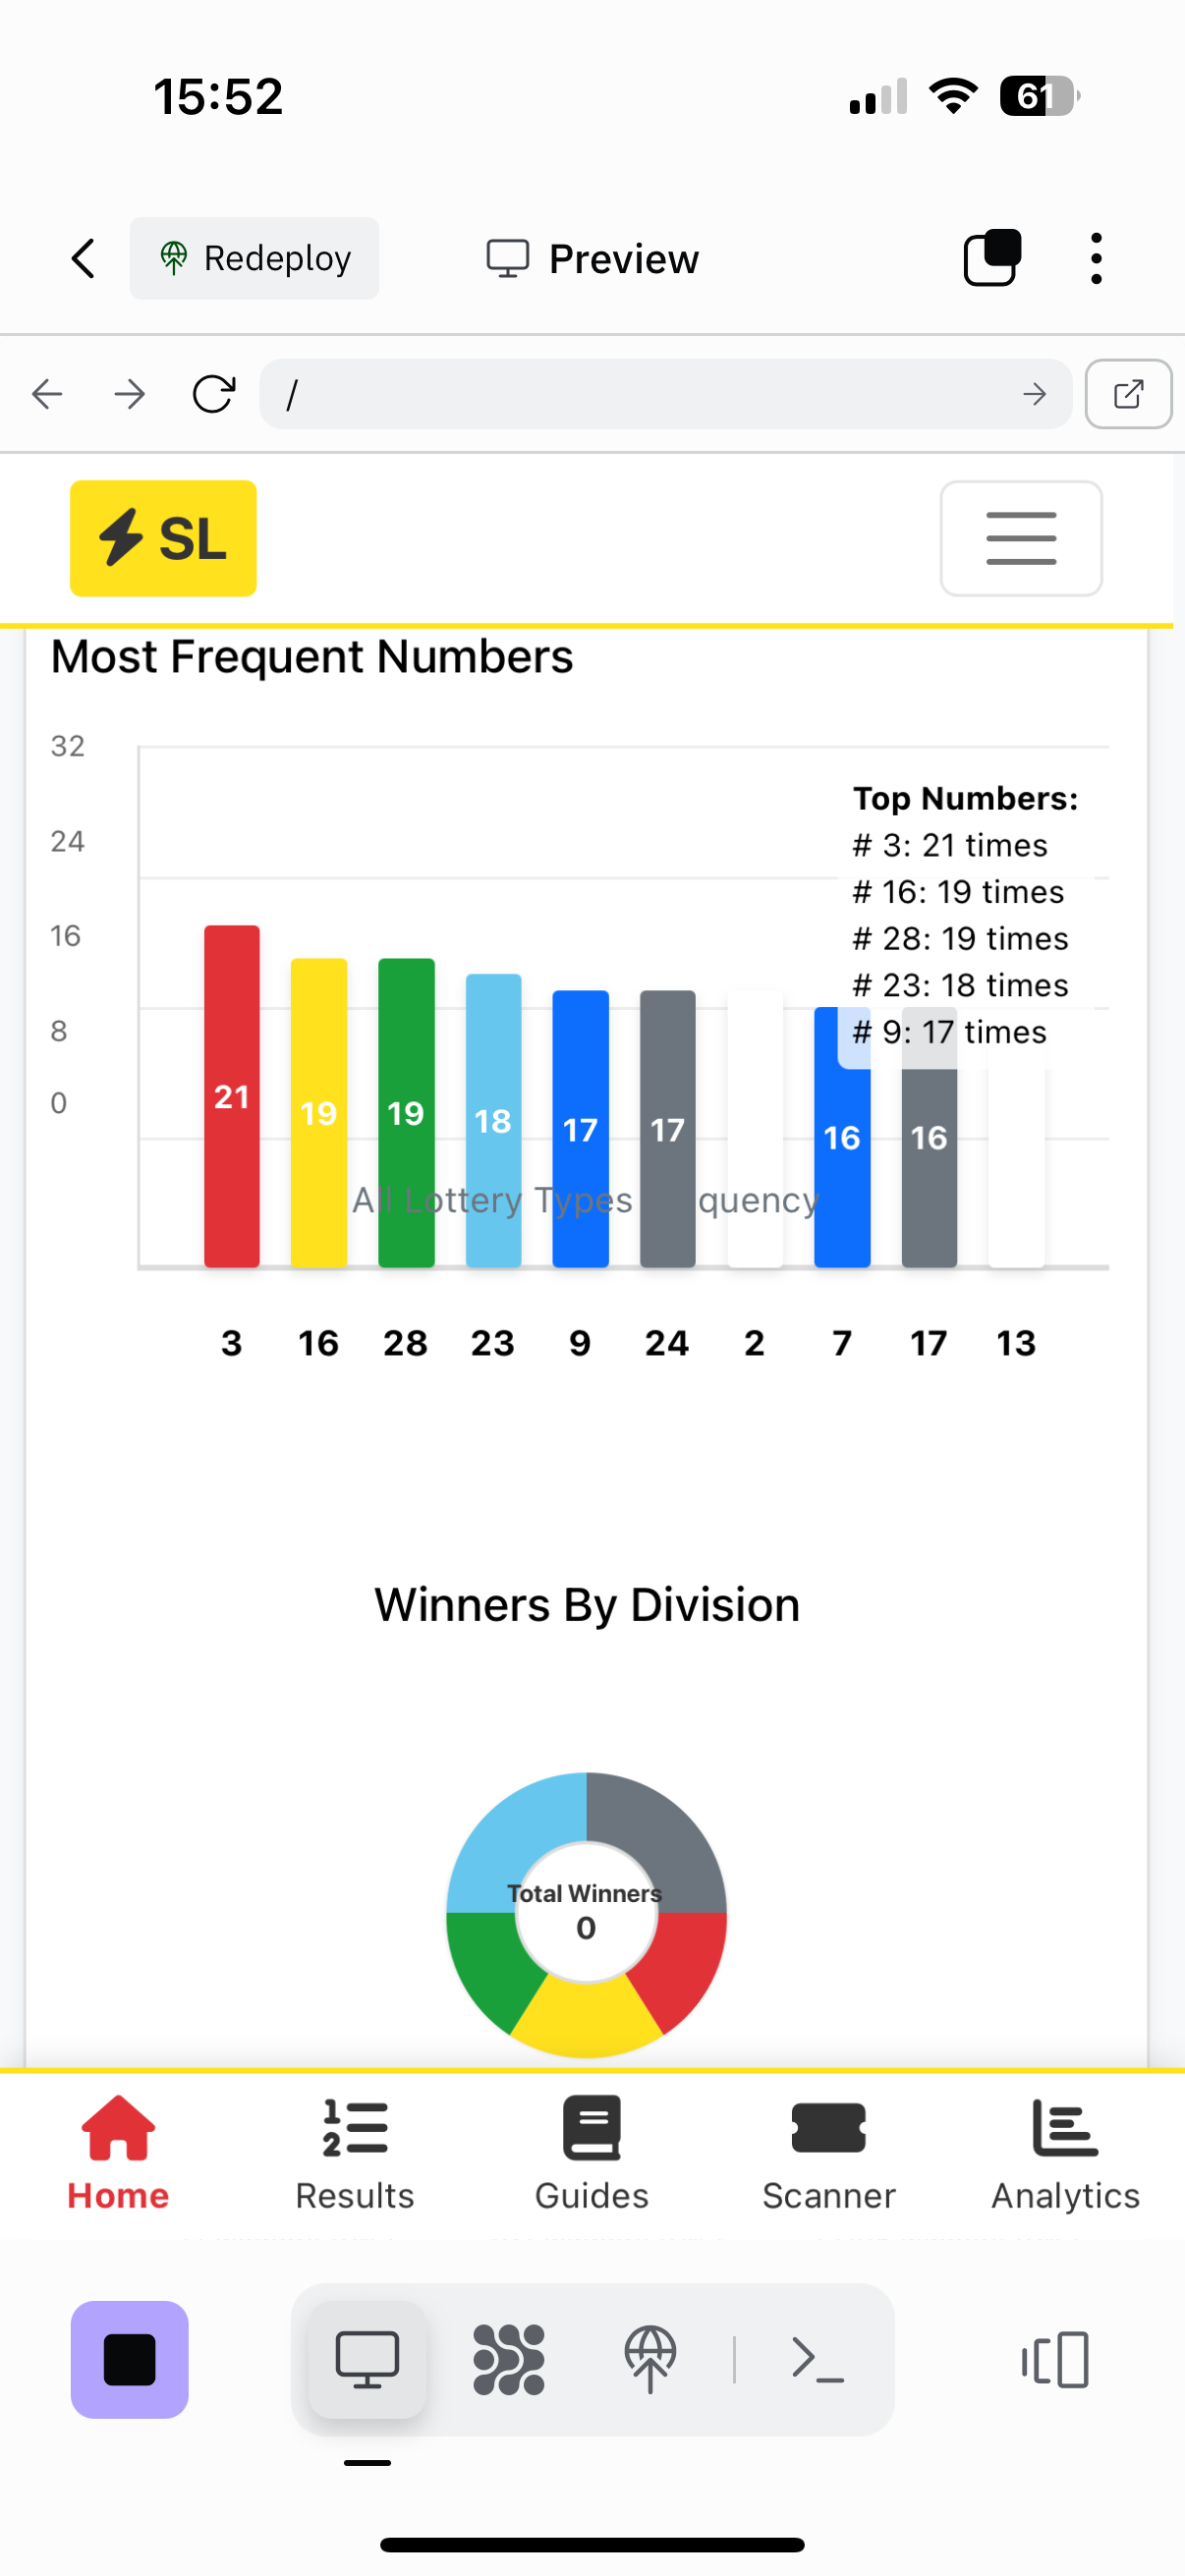 15:52
61
Redeploy
Preview
/
SL
Most Frequent Numbers
32
24
16
8
0
Top Numbers:
# 3: 21 times
# 16: 19 times
# 28: 19 times
# 23: 18 times
# 9: 17 times
21 19 19 18 17 17 16 16
All Lottery Types quency
3 16 28 23 9 24 2 7 17 13
Winners By Division
Total Winners
0
Home Results Guides Scanner Analytics